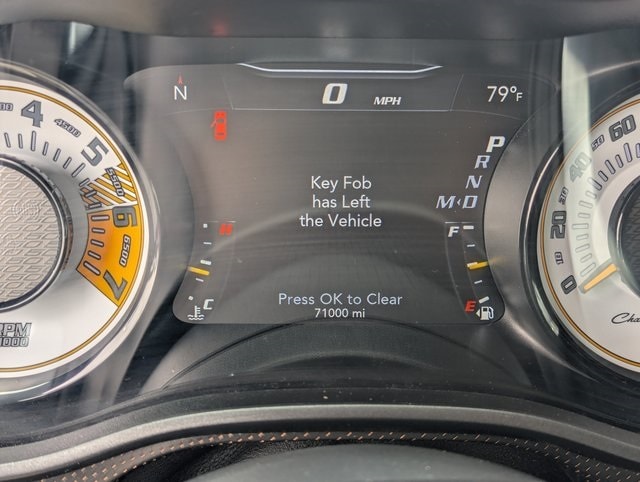 N 0 MPH 79°F
4 4500 5 5500 6 6500 7
RPM
1000
Key Fob
has Left
the Vehicle
P
R
N
M◄D
H
C
F
E
Press OK to Clear
71000 mi
0 10 20 30 40 50 60